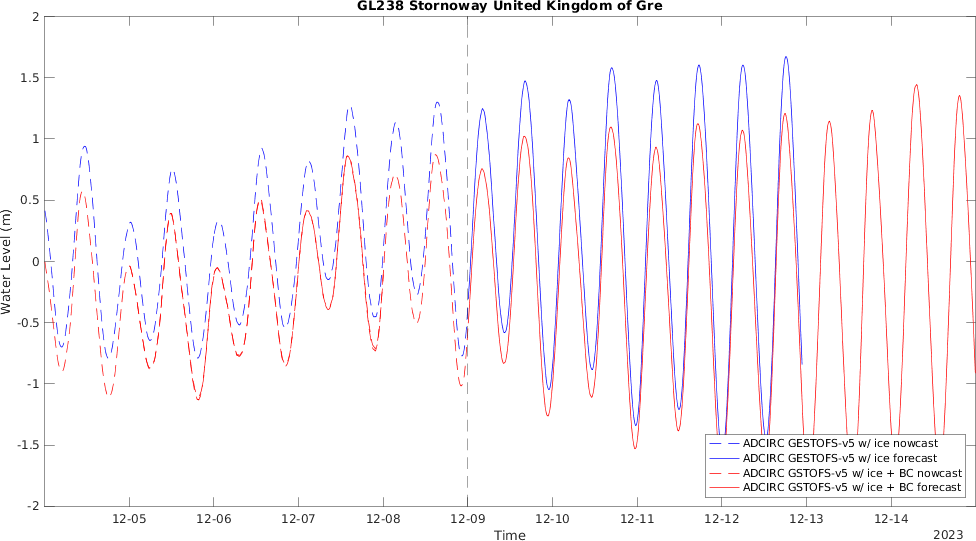 GL238 Stornoway United Kingdom of Gre
2
1.5
1
0.5
0
-0.5
-1
-1.5
-2
Water Level (m)
12-05
12-06
12-07
12-08
12-09
12-10
12-11
12-12
12-13
12-14
Time
2023
ADCIRC GESTOFS-v5 w/ ice nowcast
ADCIRC GESTOFS-v5 w/ ice forecast
ADCIRC GSTOFS-v5 w/ ice + BC nowcast
ADCIRC GSTOFS-v5 w/ ice + BC forecast